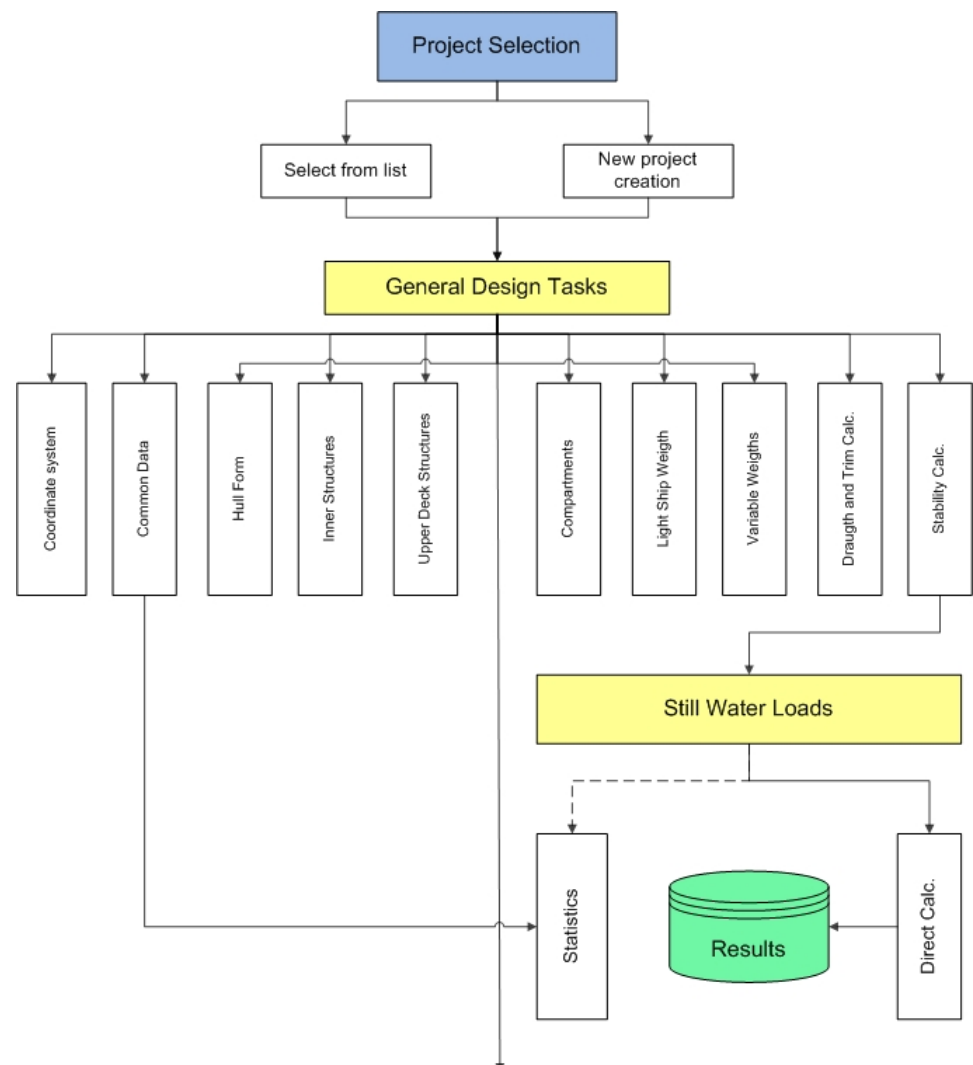 Project Selection
Select from list
New project
creation
General Design Tasks
Coordinate system
Common Data
Hull Form
Inner Structures
Upper Deck Structures
Compartments
Light Ship Weigth
Variable Weigths
Draugth and Trim Calc.
Stability Calc.
Still Water Loads
Statistics
Results
Direct Calc.